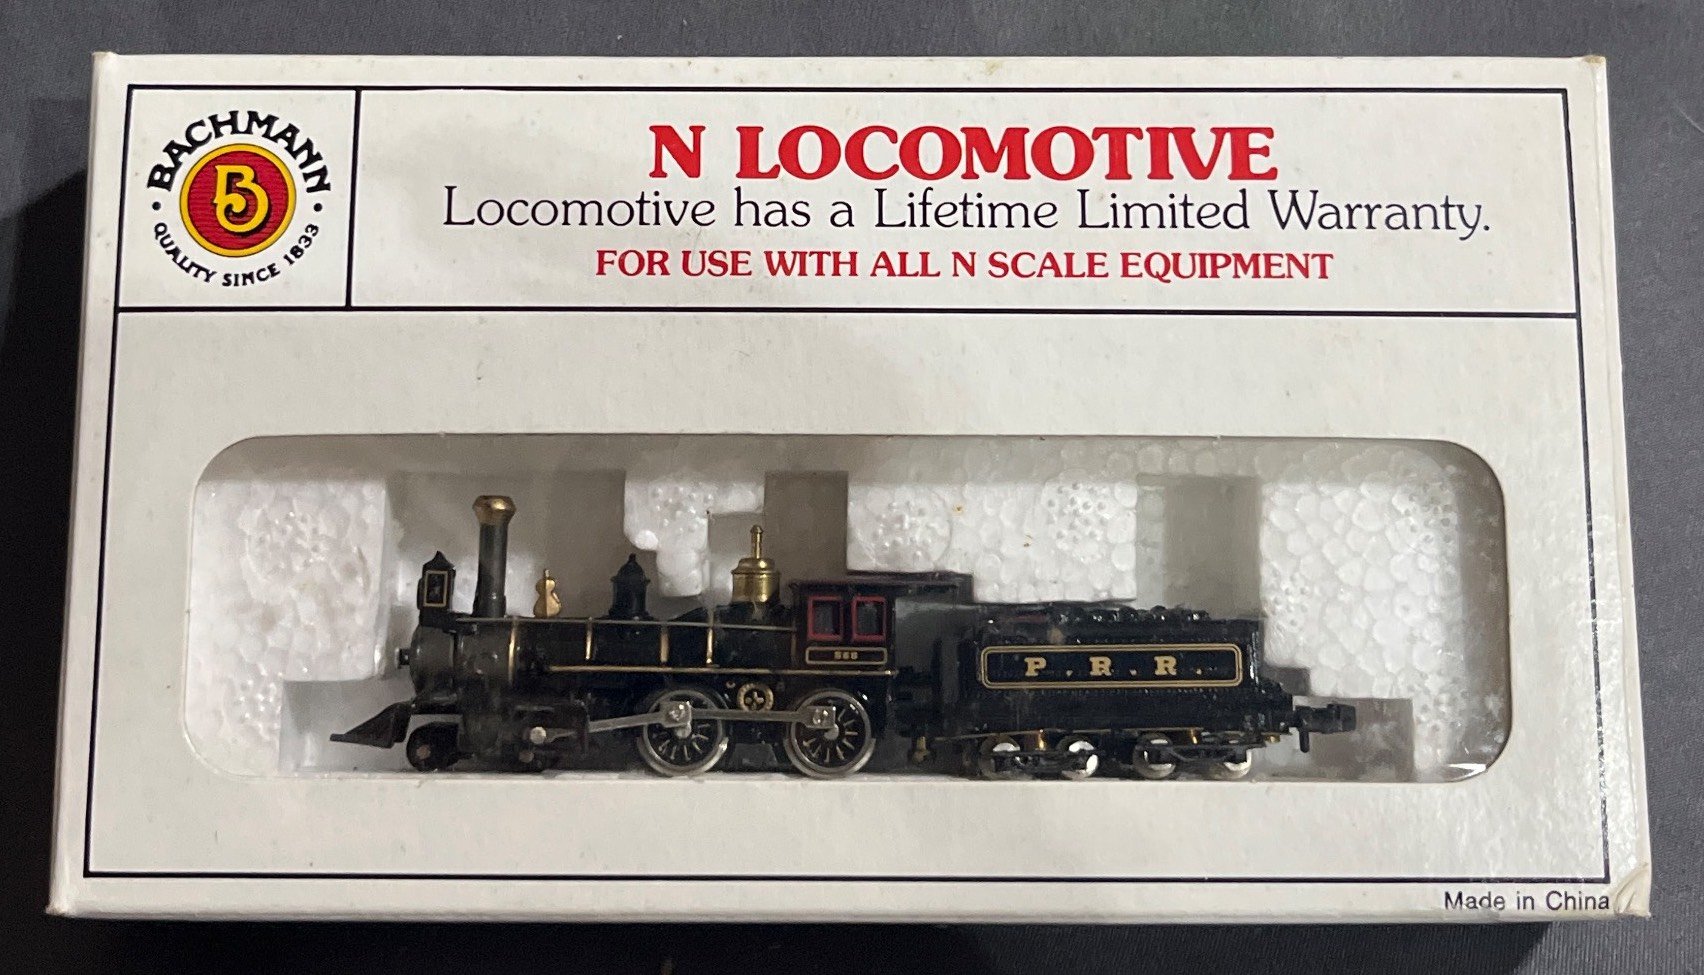 BACHMANN
B
• QUALITY SINCE 1833 •
N LOCOMOTIVE
Locomotive has a Lifetime Limited Warranty.
FOR USE WITH ALL N SCALE EQUIPMENT
P. R. R.
Made in China